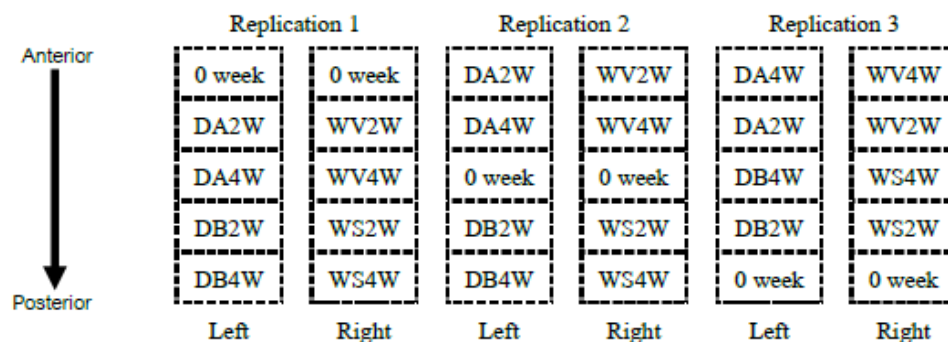 Replication 1 Replication 2 Replication 3
Anterior
0 week 0 week DA2W WV2W DA4W WV4W
DA2W WV2W DA4W WV4W DA2W WV2W
DA4W WV4W 0 week 0 week DB4W WS4W
DB2W WS2W DB2W WS2W DB2W WS2W
DB4W WS4W DB4W WS4W 0 week 0 week
Posterior
Left Right Left Right Left Right